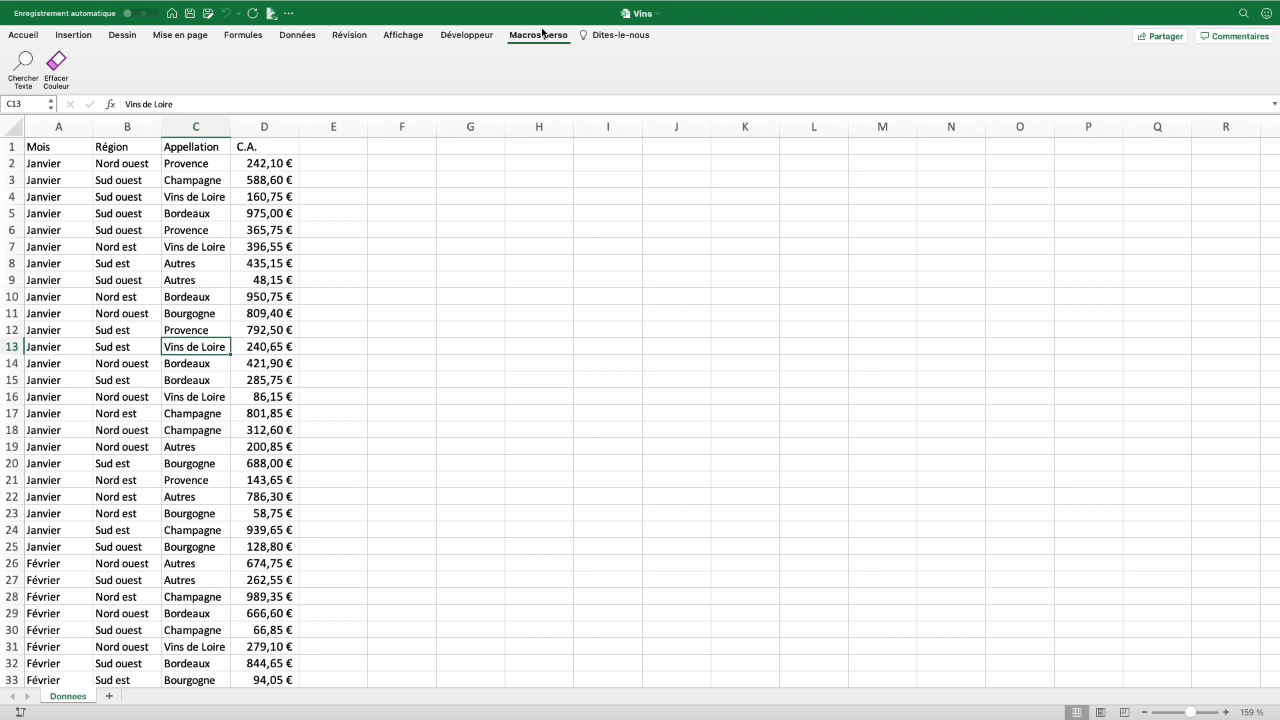 Enregistrement automatique
Vins
Accueil Insertion Dessin Mise en page Formules Données Révision Affichage Développeur MacrosPerso Dites-le-nous Partager Commentaires
Chercher Texte
Effacer Couleur
C13 fx Vins de Loire
A B C D E F G H I J K L M N O P Q R
1 Mois Région Appellation C.A.
2 Janvier Nord ouest Provence 242,10 €
3 Janvier Sud ouest Champagne 588,60 €
4 Janvier Sud ouest Vins de Loire 160,75 €
5 Janvier Sud ouest Bordeaux 975,00 €
6 Janvier Sud ouest Provence 365,75 €
7 Janvier Nord est Vins de Loire 396,55 €
8 Janvier Sud est Autres 435,15 €
9 Janvier Sud ouest Autres 48,15 €
10 Janvier Nord est Bordeaux 950,75 €
11 Janvier Nord ouest Bourgogne 809,40 €
12 Janvier Sud est Provence 792,50 €
13 Janvier Sud est Vins de Loire 240,65 €
14 Janvier Nord ouest Bordeaux 421,90 €
15 Janvier Sud est Bordeaux 285,75 €
16 Janvier Nord ouest Vins de Loire 86,15 €
17 Janvier Nord est Champagne 801,85 €
18 Janvier Nord ouest Champagne 312,60 €
19 Janvier Nord ouest Autres 200,85 €
20 Janvier Sud est Bourgogne 688,00 €
21 Janvier Nord est Provence 143,65 €
22 Janvier Nord est Autres 786,30 €
23 Janvier Nord est Bourgogne 58,75 €
24 Janvier Sud est Champagne 939,65 €
25 Janvier Sud ouest Bourgogne 128,80 €
26 Février Nord ouest Autres 674,75 €
27 Février Sud ouest Autres 262,55 €
28 Février Nord est Champagne 989,35 €
29 Février Nord ouest Bordeaux 666,60 €
30 Février Sud ouest Champagne 66,85 €
31 Février Nord ouest Vins de Loire 279,10 €
32 Février Sud ouest Bordeaux 844,65 €
33 Février Sud est Bourgogne 94,05 €
Donnees
159 %